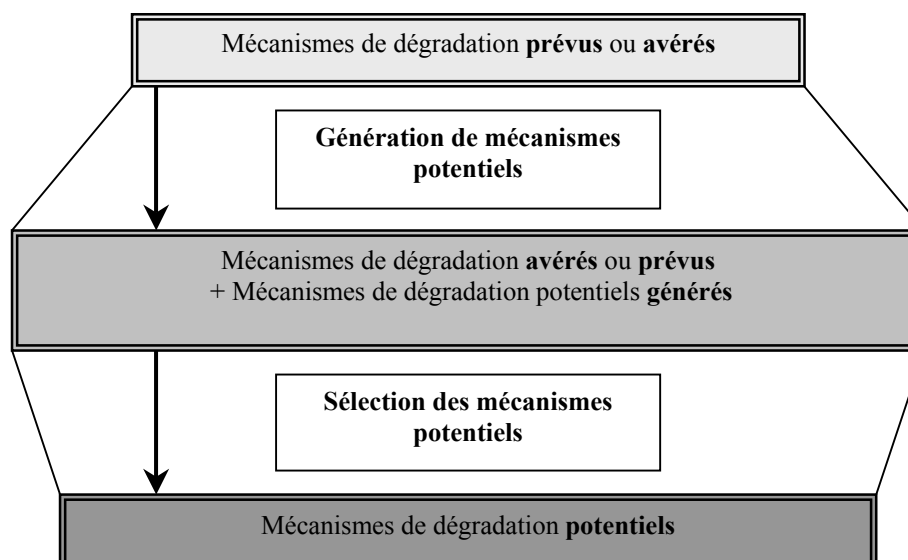 Mécanismes de dégradation prévus ou avérés
Génération de mécanismes
potentiels
Mécanismes de dégradation avérés ou prévus
+ Mécanismes de dégradation potentiels générés
Sélection des mécanismes
potentiels
Mécanismes de dégradation potentiels